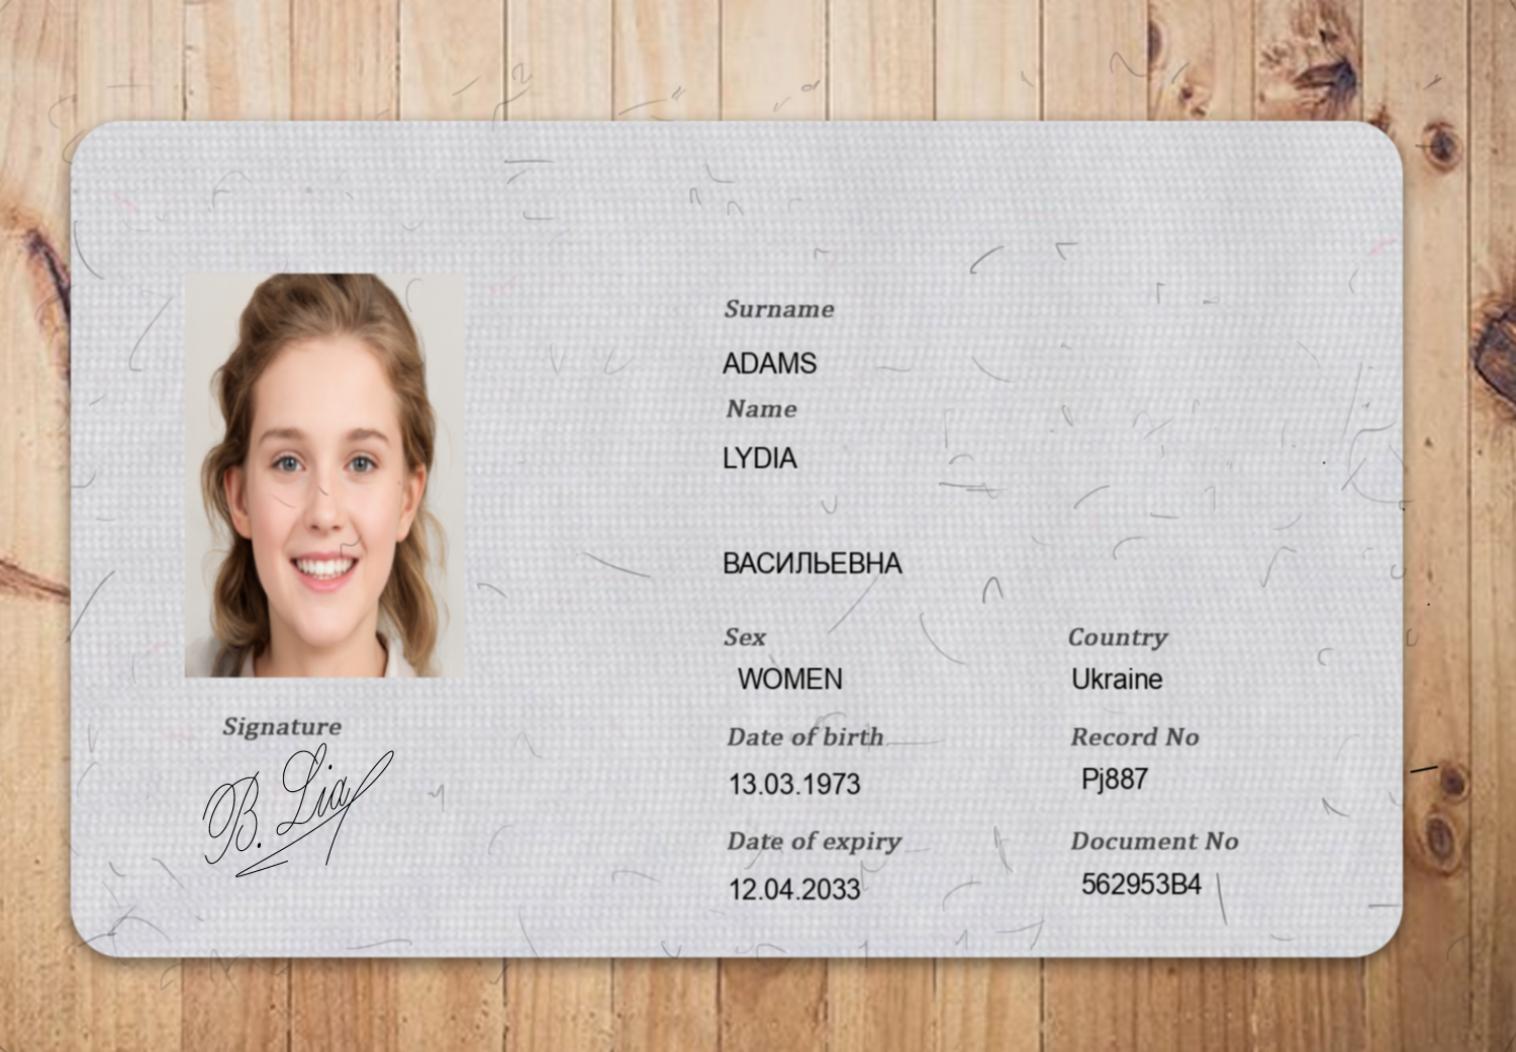 Surname
ADAMS
Name
LYDIA
ВАСИЛЬЕВНА
Sex
WOMEN
Country
Ukraine
Date of birth
13.03.1973
Record No
Pj887
Date of expiry
12.04.2033
Document No
562953B4
Signature
B. Lia